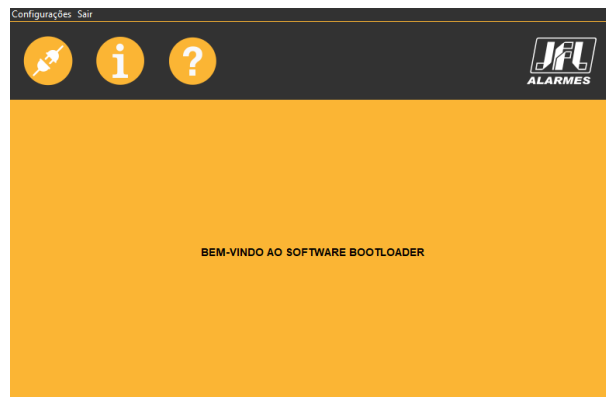 Configurações Sair
i ?
JFL
ALARMES
BEM-VINDO AO SOFTWARE BOOTLOADER